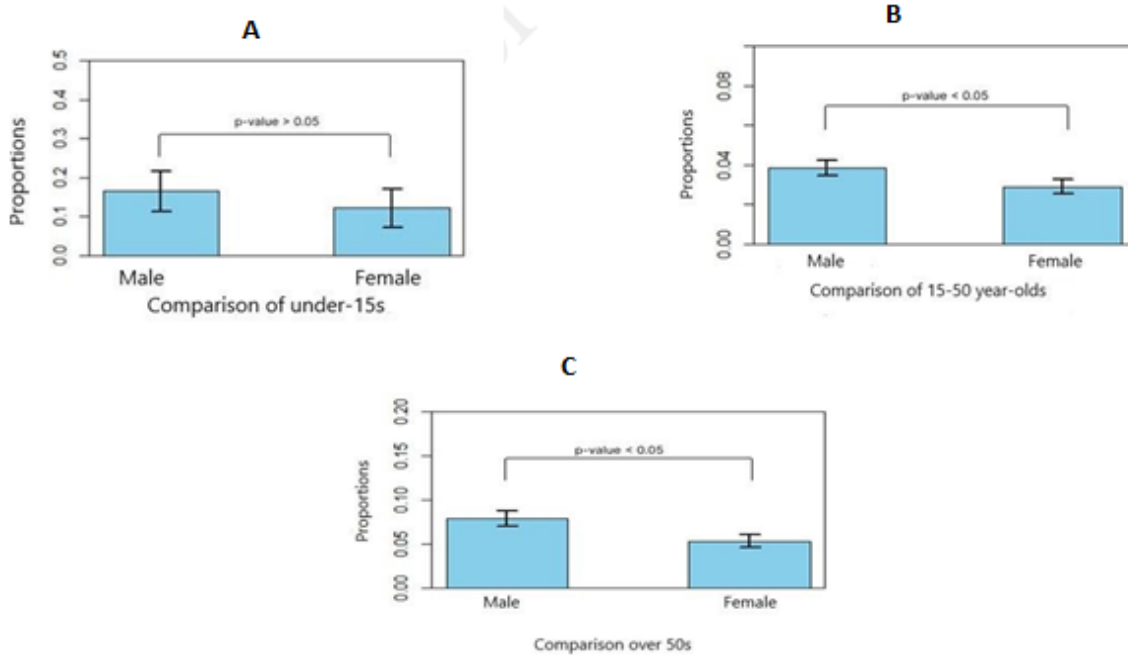 A
Proportions
0.5
0.4
0.3
0.2
0.1
0.0
p-value > 0.05
Male Female
Comparison of under-15s
B
Proportions
0.08
0.04
0.00
p-value < 0.05
Male Female
Comparison of 15-50 year-olds
C
Proportions
0.20
0.15
0.10
0.05
0.00
p-value < 0.05
Male Female
Comparison over 50s